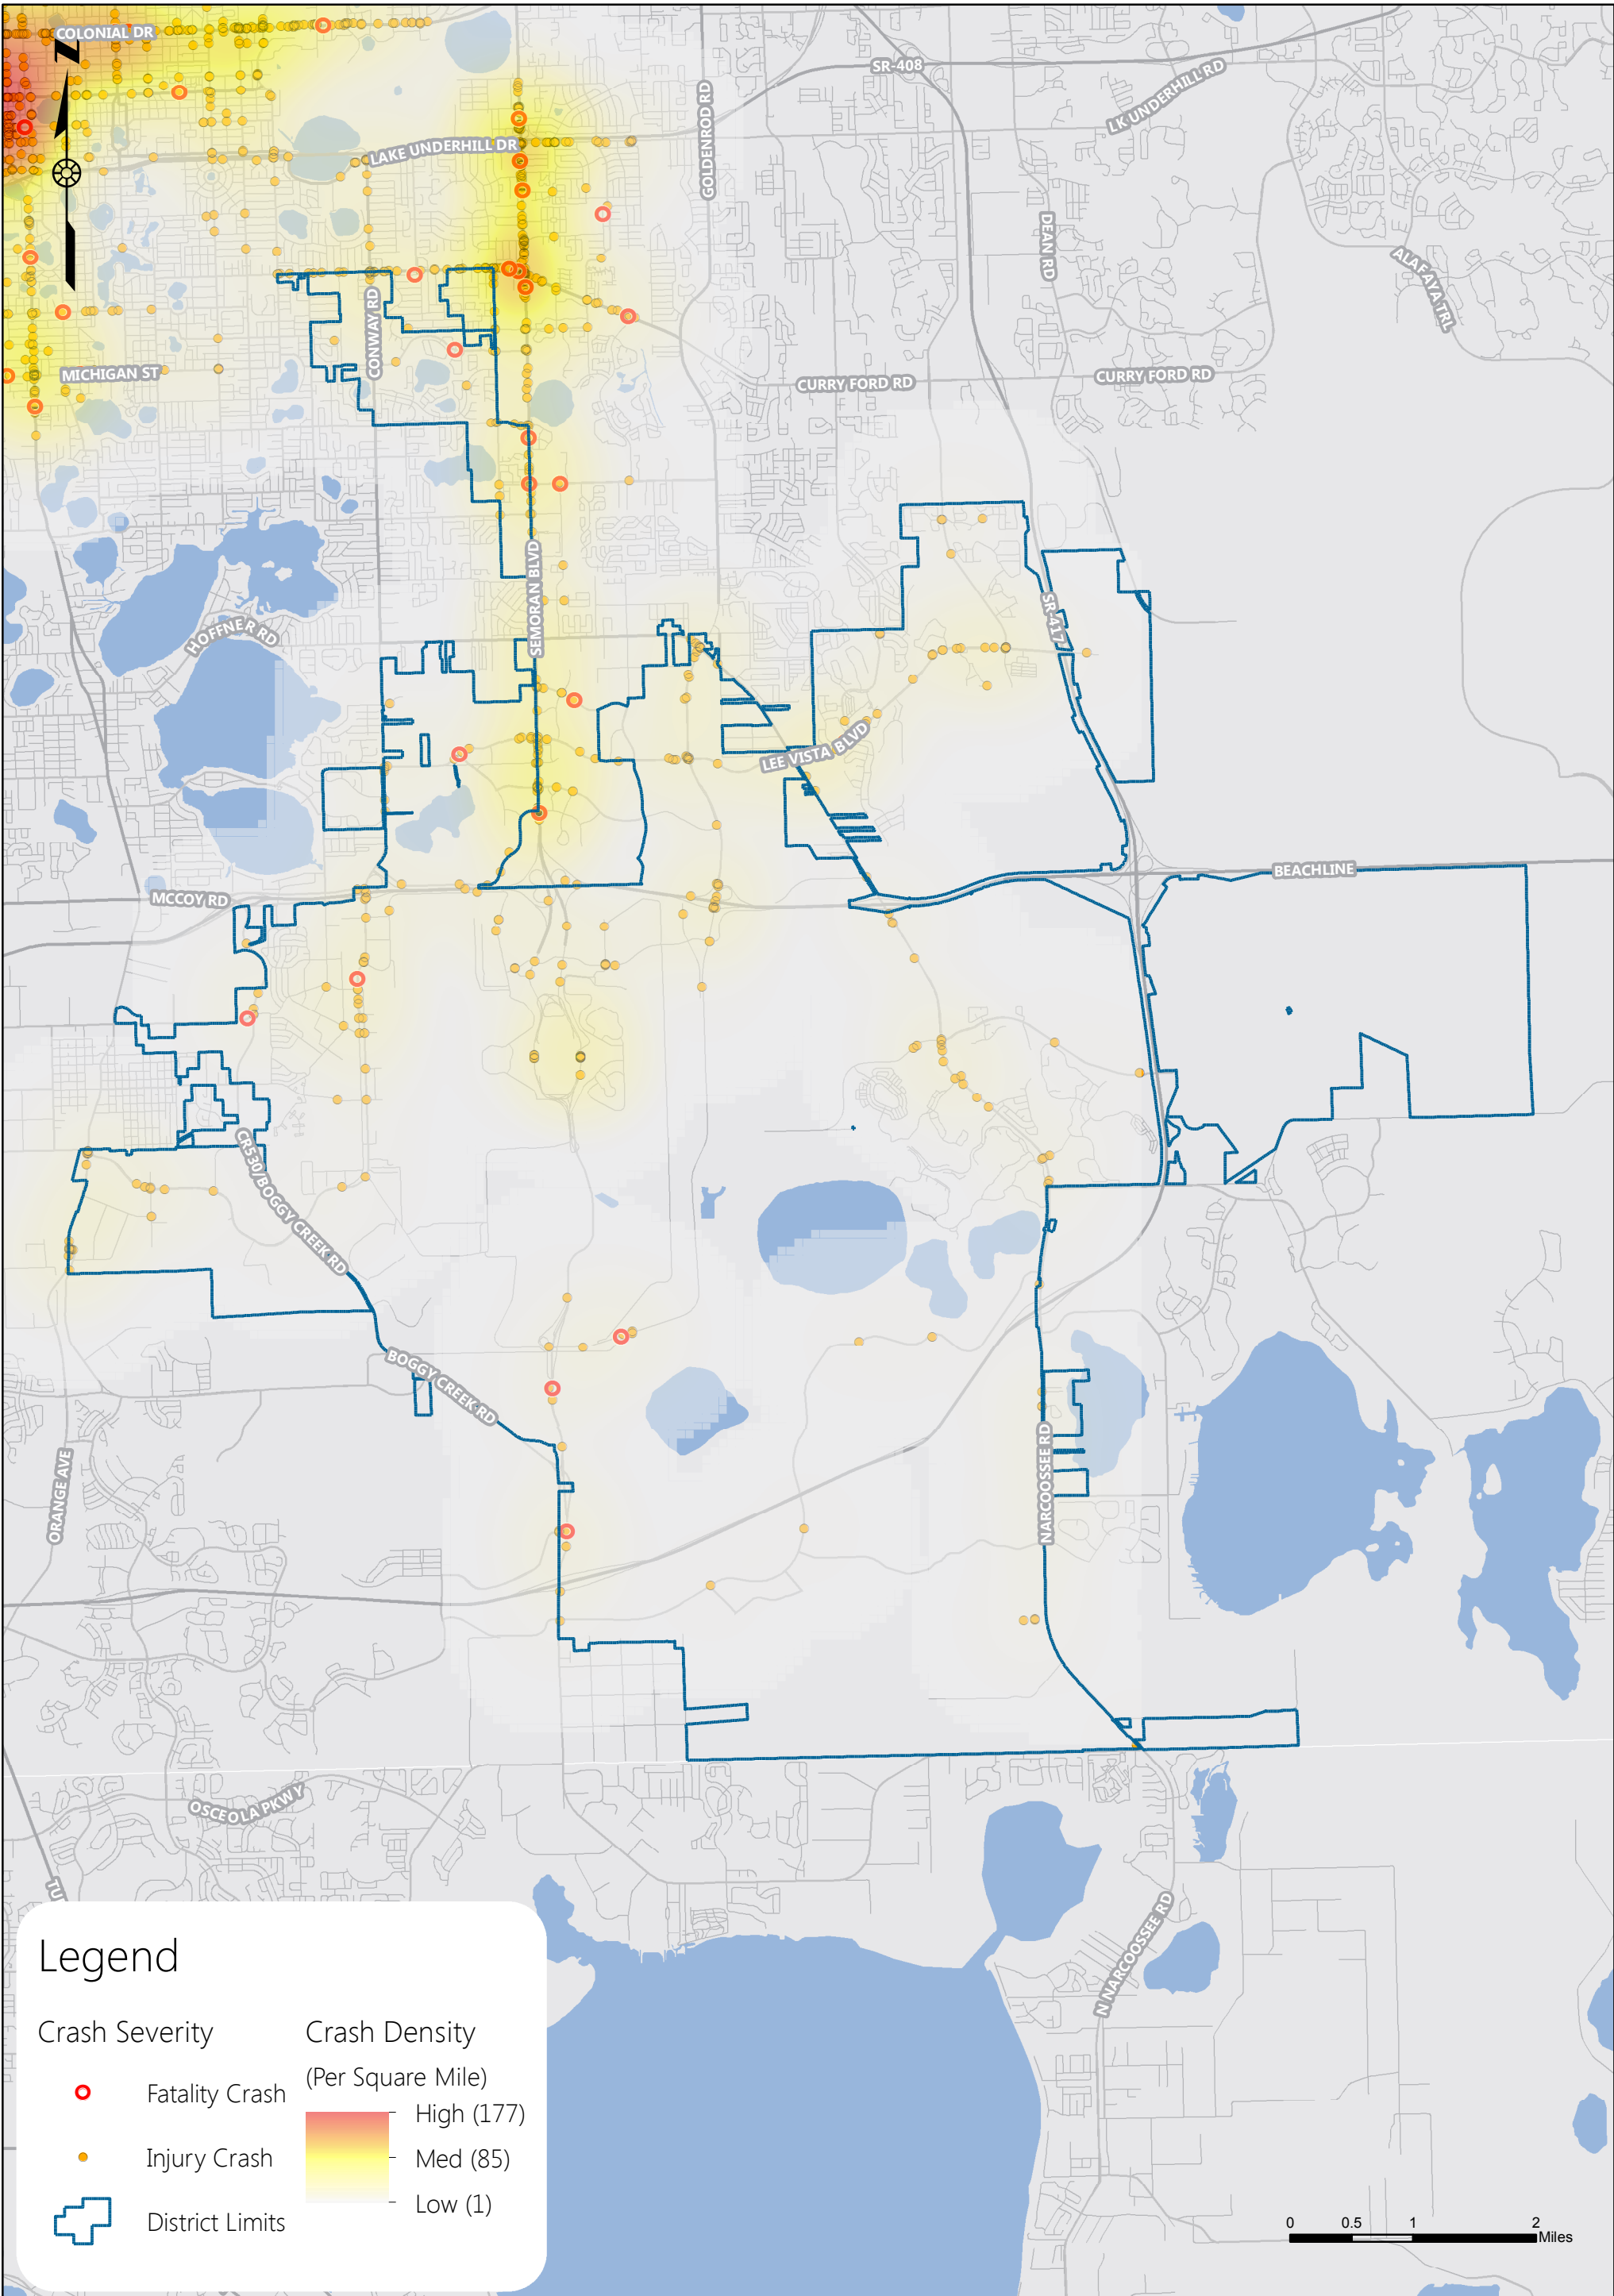 COLONIAL DR
N
SR-408
LK UNDERHILL RD
GOLDENROD RD
LAKE UNDERHILL DR
DEAN RD
ALAFAYA TRL
CONWAY RD
MICHIGAN ST
CURRY FORD RD
CURRY FORD RD
SEMORAN BLVD
HOFFNER RD
SR-417
LEE VISTA BLVD
BEACHLINE
MCCOY RD
CR530/BOGGY CREEK RD
BOGGY CREEK RD
ORANGE AVE
NARCOOSSEE RD
OSCEOLA PKWY
TU
N NARCOOSSEE RD
Legend
Crash Severity
Fatality Crash
Injury Crash
District Limits
Crash Density
(Per Square Mile)
High (177)
Med (85)
Low (1)
0 0.5 1 2
Miles